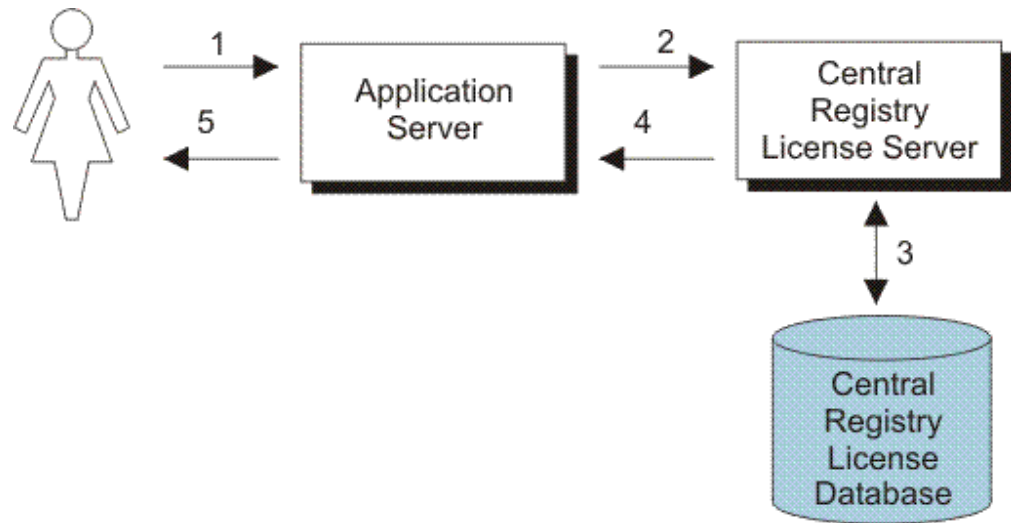 1
2
Application
Server
Central
Registry
License Server
5
4
3
Central
Registry
License
Database